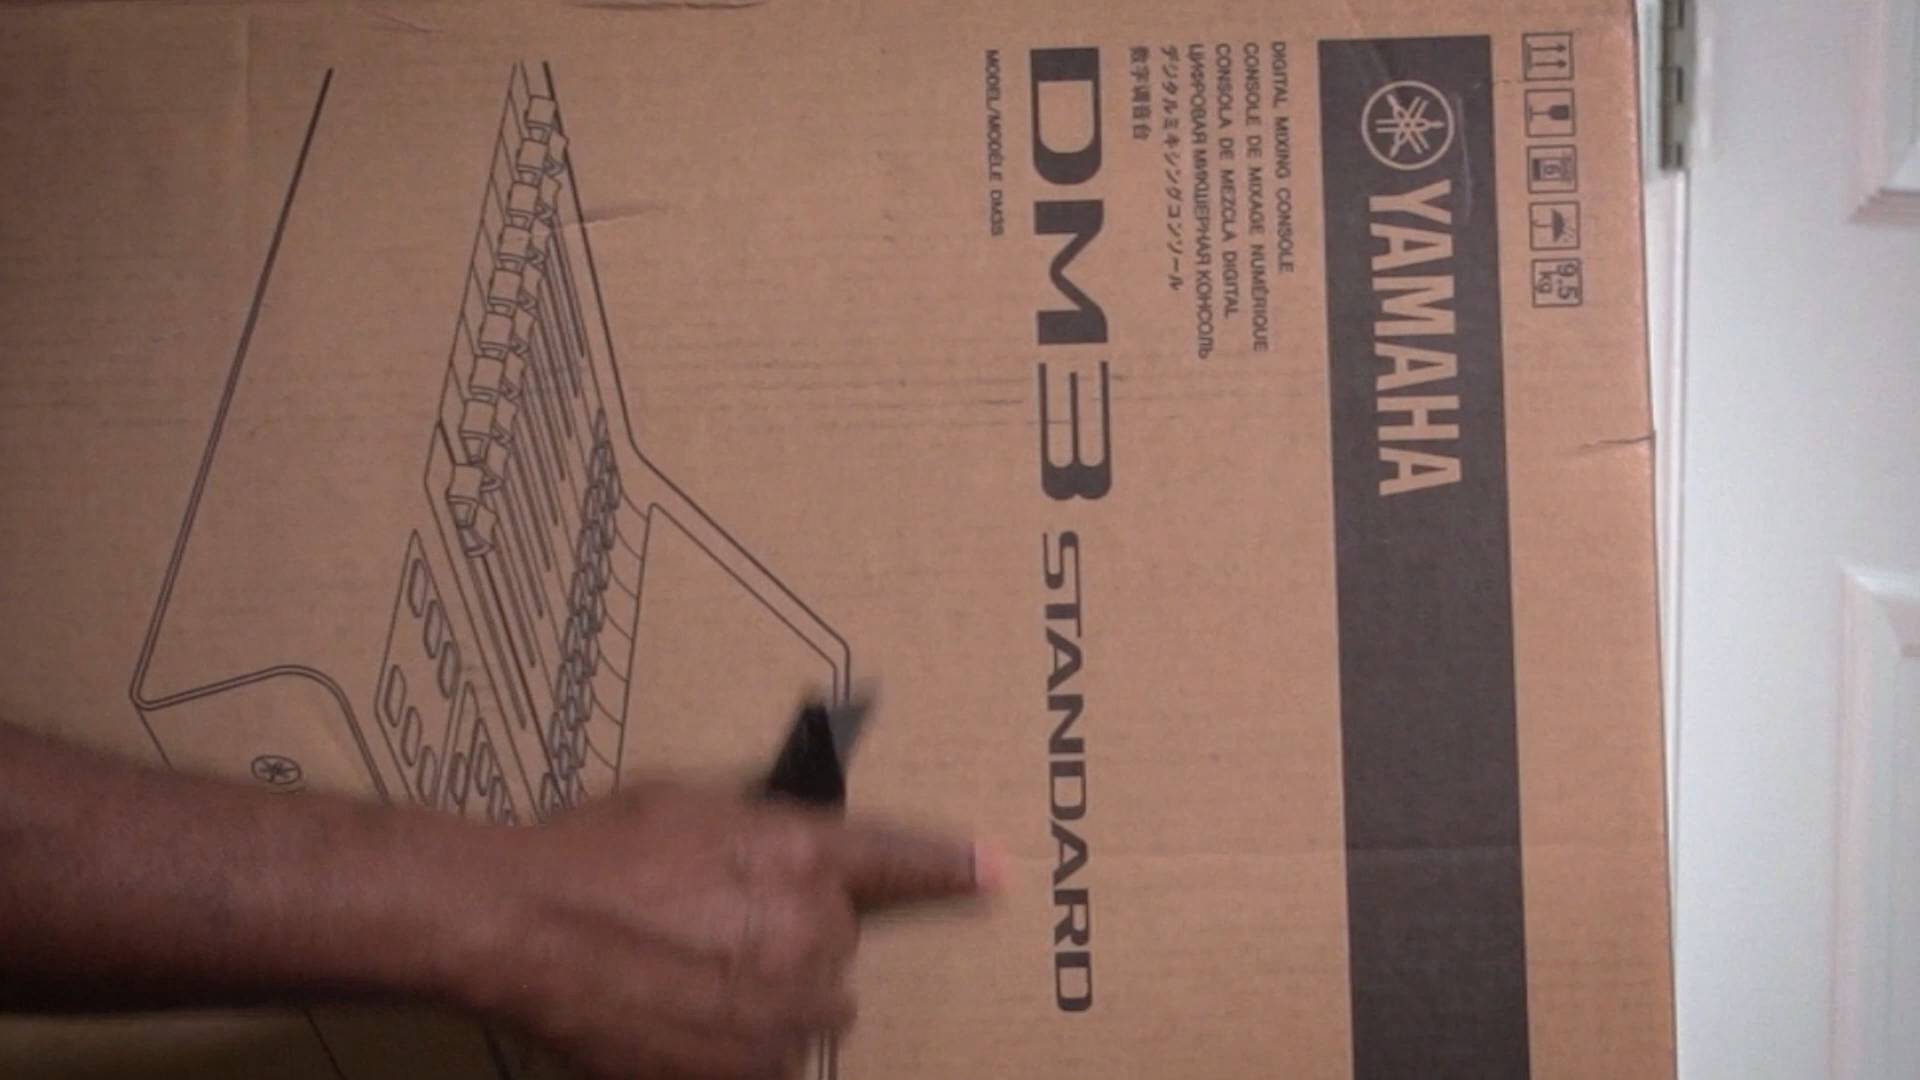 9.5
kg
YAMAHA
DIGITAL MIXING CONSOLE
CONSOLE DE MIXAGE NUMÉRIQUE
CONSOLA DE MEZCLA DIGITAL
ЦИФРОВАЯ МИКШЕРНАЯ КОНСОЛЬ
デジタルミキシングコンソール
数字调音台
DM3 STANDARD
MODEL/MODÈLE DM3S